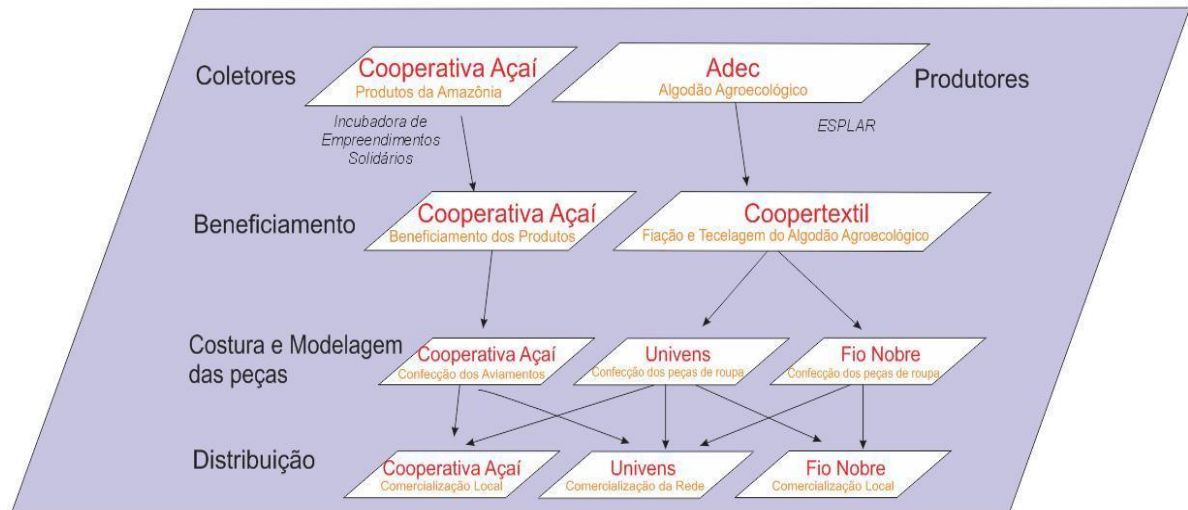 Coletores
Cooperativa Açaí
Produtos da Amazônia
Adec
Algodão Agroecológico
Produtores
Incubadora de
Empreendimentos
Solidários
ESPLAR
Beneficiamento
Cooperativa Açaí
Beneficiamento dos Produtos
Coopertextil
Fiação e Tecelagem do Algodão Agroecológico
Costura e Modelagem
das peças
Cooperativa Açaí
Confecção dos Aviamentos
Univens
Confecção dos peças de roupa
Fio Nobre
Confecção dos peças de roupa
Distribuição
Cooperativa Açaí
Comercialização Local
Univens
Comercialização da Rede
Fio Nobre
Comercialização Local